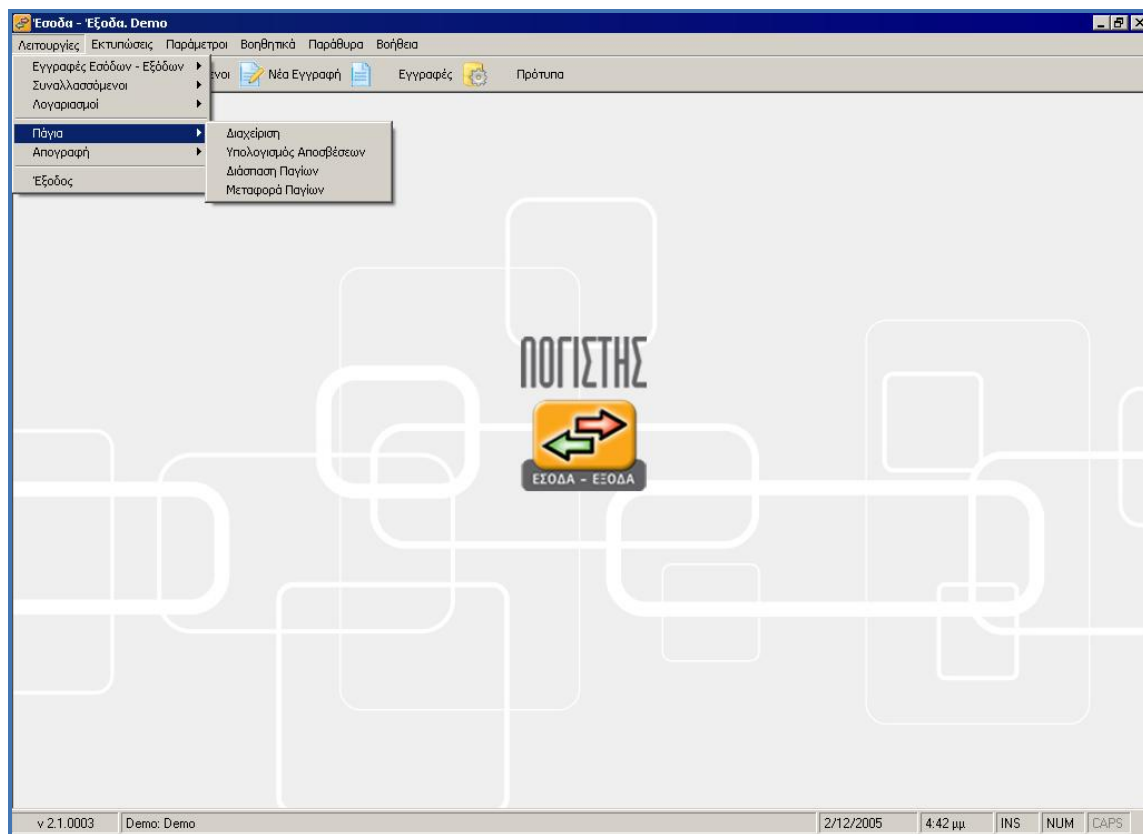 Έσοδα - Έξοδα. Demo
Λειτουργίες Εκτυπώσεις Παράμετροι Βοηθητικά Παράθυρα Βοήθεια
Νέα Εγγραφή Εγγραφές Πρότυπα
Εγγραφές Εσόδων - Εξόδων
Συναλλασσόμενοι
Λογαριασμοί
Πάγια
Απογραφή
Έξοδος
Διαχείριση
Υπολογισμός Αποσβέσεων
Διάσπαση Παγίων
Μεταφορά Παγίων
ΛΟΓΙΣΤΗΣ
ΕΣΟΔΑ - ΕΞΟΔΑ
v 2.1.0003 Demo: Demo 2/12/2005 4:42 μμ INS NUM CAPS